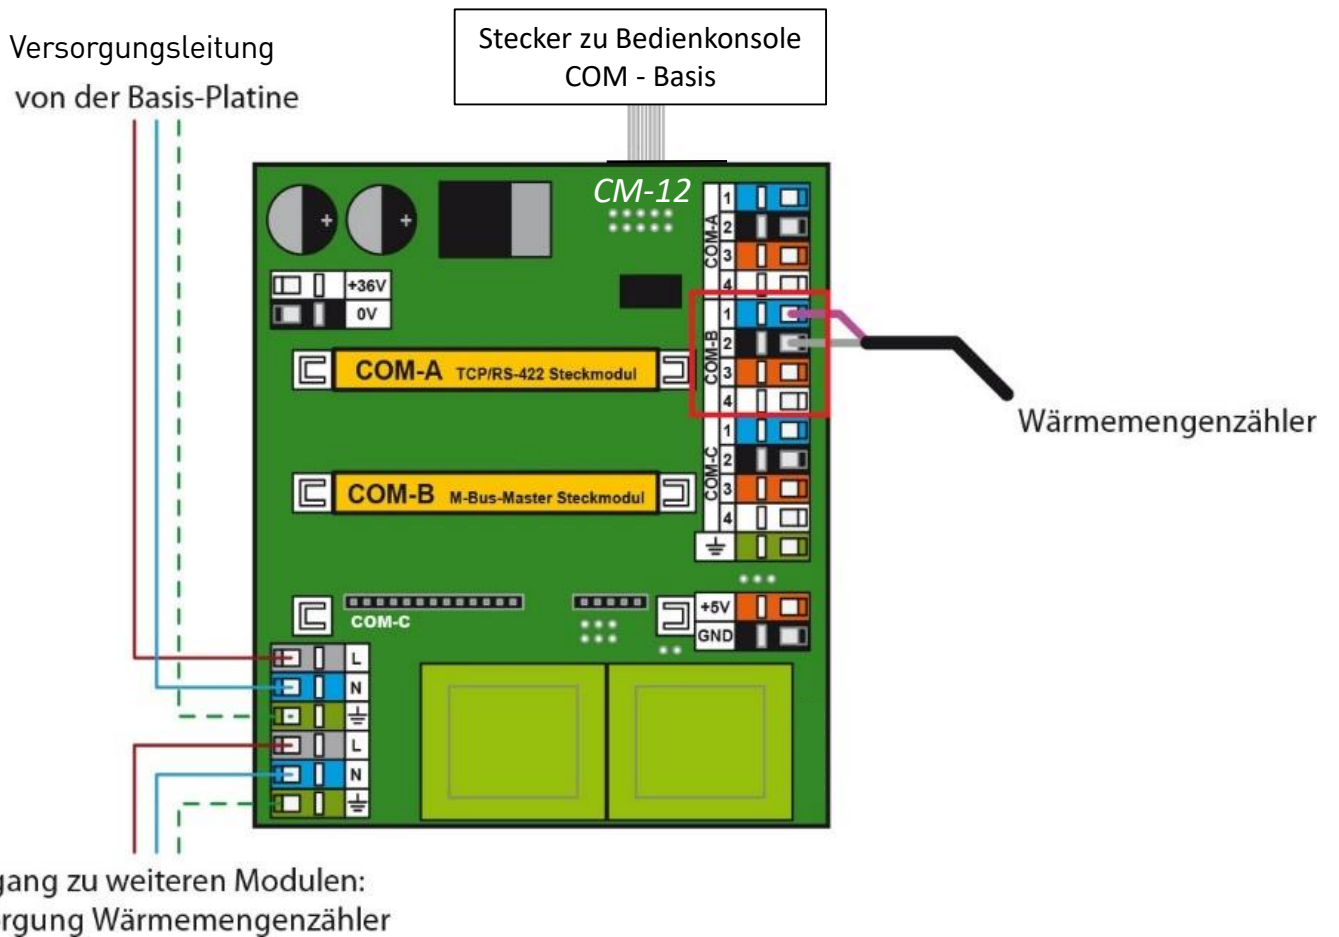 Stecker zu Bedienkonsole
COM - Basis
Versorgungsleitung
von der Basis-Platine
CM-12
COM-A
1
2
3
4
+36V
0V
COM-B
1
2
3
4
COM-A TCP/RS-422 Steckmodul
Wärmemengenzähler
COM-C
1
2
3
4
COM-B M-Bus-Master Steckmodul
+5V
GND
COM-C
L
N
L
N
gang zu weiteren Modulen:
rgung Wärmemengenzähler